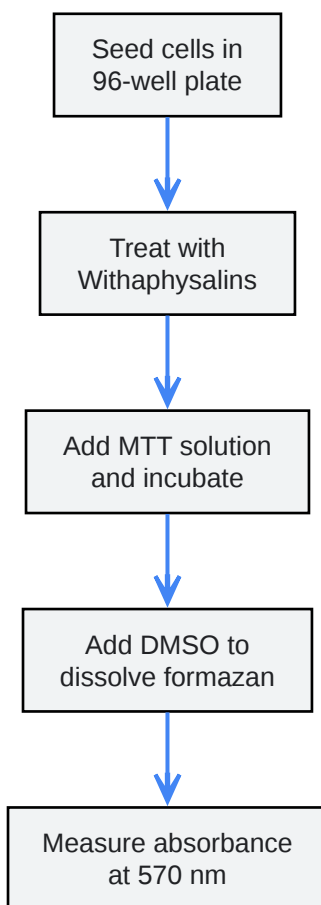 Seed cells in
96-well plate
Treat with
Withaphysalins
Add MTT solution
and incubate
Add DMSO to
dissolve formazan
Measure absorbance
at 570 nm